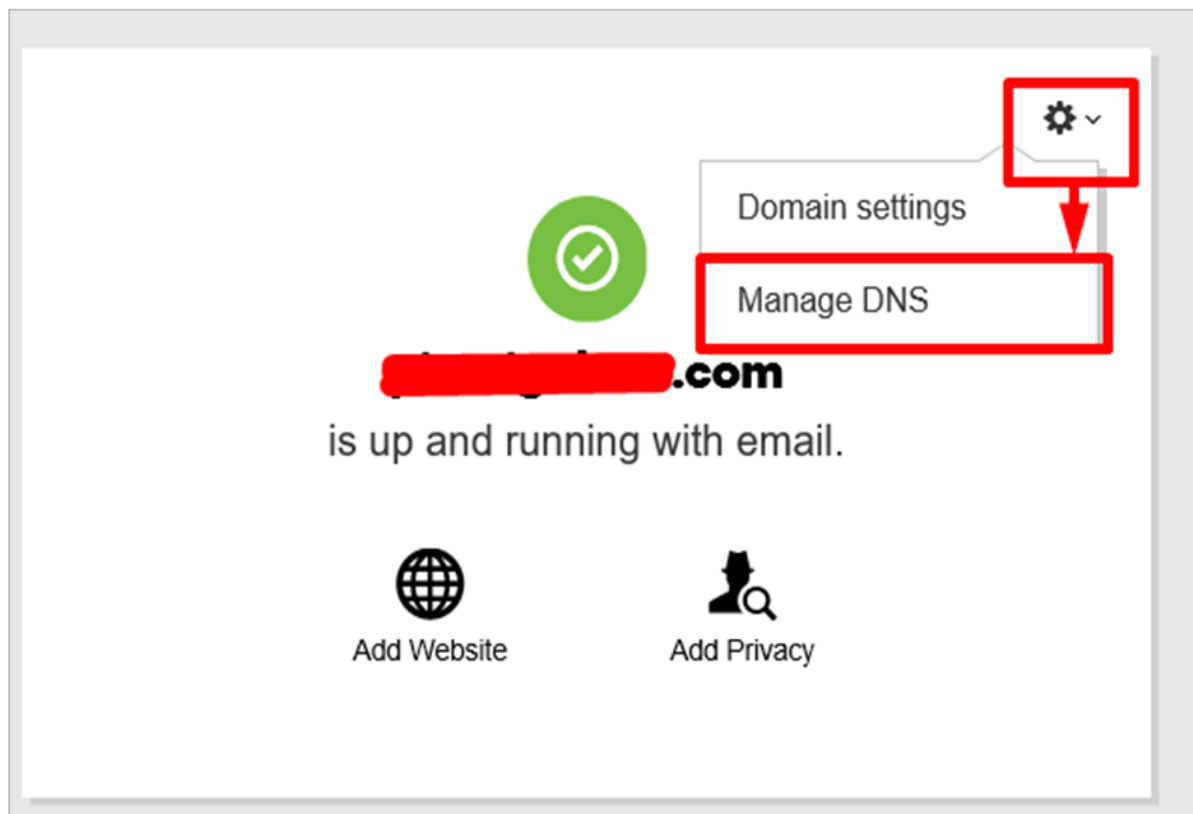 Domain settings
Manage DNS
.com
is up and running with email.
Add Website
Add Privacy